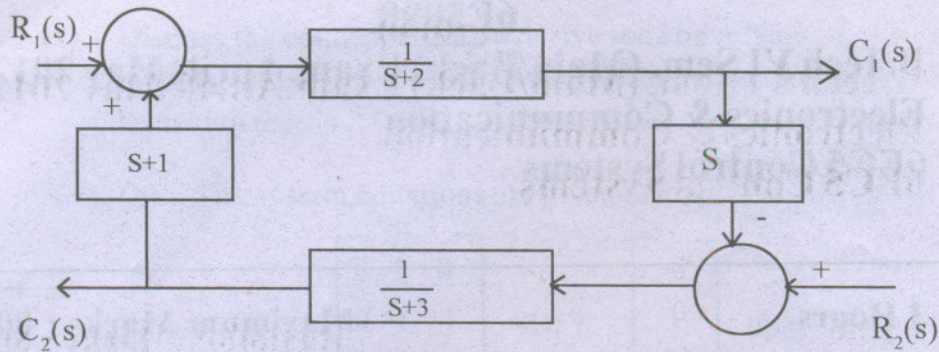 R₁(s)
+
1
S+2
C₁(s)
+
S+1
S
-
+
1
S+3
C₂(s)
R₂(s)